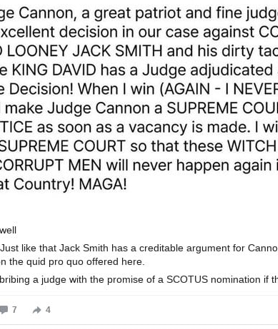 ge Cannon, a great patriot and fine judg
xcellent decision in our case against CO
D LOONEY JACK SMITH and his dirty tac
e KING DAVID has a Judge adjudicated
e Decision! When I win (AGAIN - I NEVER
make Judge Cannon a SUPREME COU
TICE as soon as a vacancy is made. I wi
SUPREME COURT so that these WITCH
CORRUPT MEN will never happen again i
at Country! MAGA!
well
Just like that Jack Smith has a creditable argument for Canno
n the quid pro quo offered here.
bribing a judge with the promise of a SCOTUS nomination if th
7 4